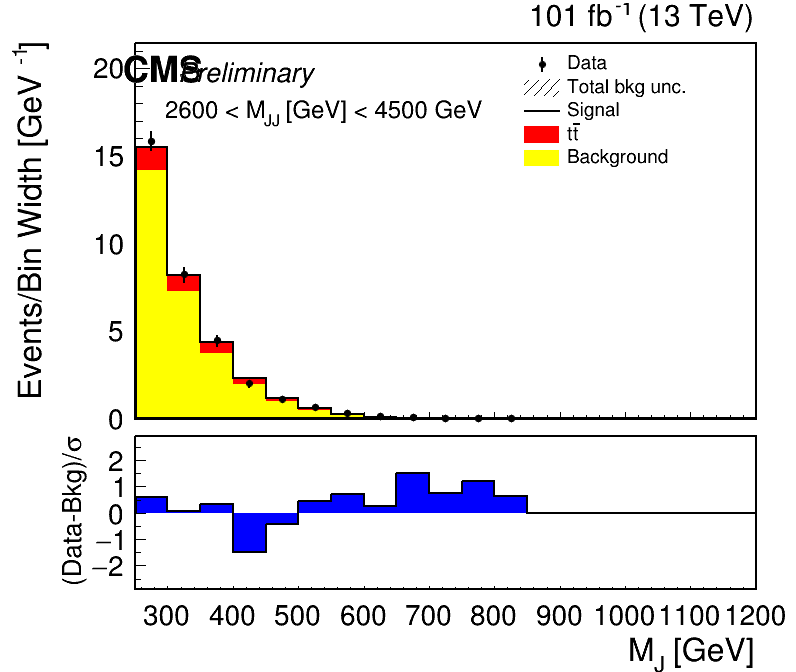 101 fb⁻¹ (13 TeV)
CMS Preliminary
2600 < M_JJ [GeV] < 4500 GeV
Data
Total bkg unc.
Signal
tt̄
Background
Events/Bin Width [GeV⁻¹]
20
15
10
5
0
(Data-Bkg)/σ
2
1
0
−1
−2
300 400 500 600 700 800 900 1000 1100 1200
M_J [GeV]